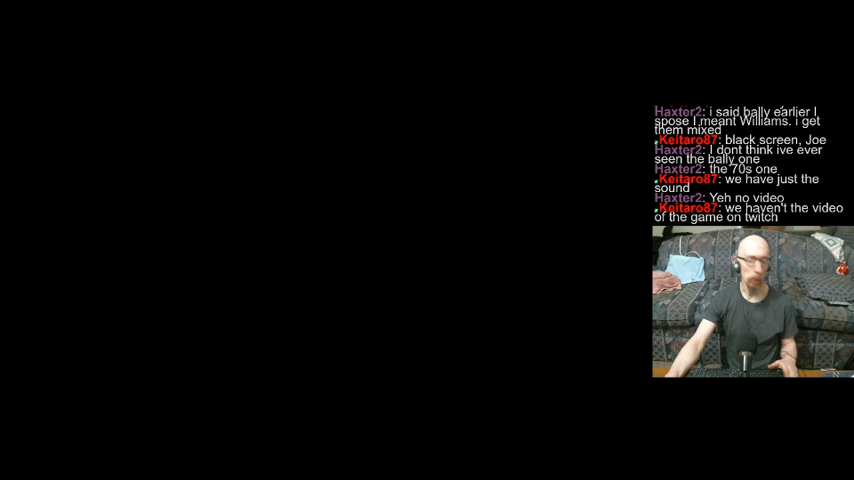 Haxter2: i said bally earlier I
spose I meant Williams. i get
them mixed
Keitaro87: black screen, Joe
Haxter2: I dont think ive ever
seen the bally one
Haxter2: the 70s one
Keitaro87: we have just the
sound
Haxter2: Yeh no video
Keitaro87: we haven't the video
of the game on twitch